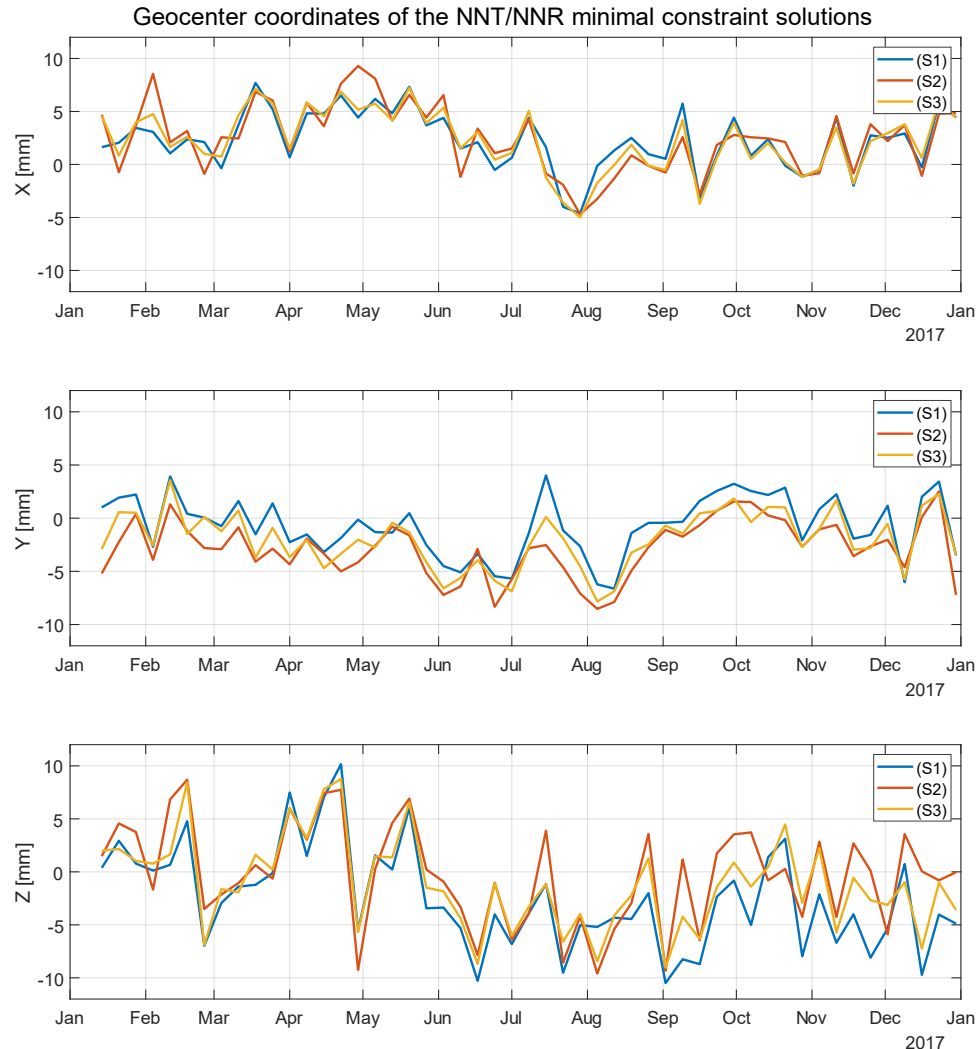 Geocenter coordinates of the NNT/NNR minimal constraint solutions
10
5
0
-5
-10
X [mm]
(S1)
(S2)
(S3)
Jan Feb Mar Apr May Jun Jul Aug Sep Oct Nov Dec Jan
2017
10
5
0
-5
-10
Y [mm]
(S1)
(S2)
(S3)
Jan Feb Mar Apr May Jun Jul Aug Sep Oct Nov Dec Jan
2017
10
5
0
-5
-10
Z [mm]
(S1)
(S2)
(S3)
Jan Feb Mar Apr May Jun Jul Aug Sep Oct Nov Dec Jan
2017